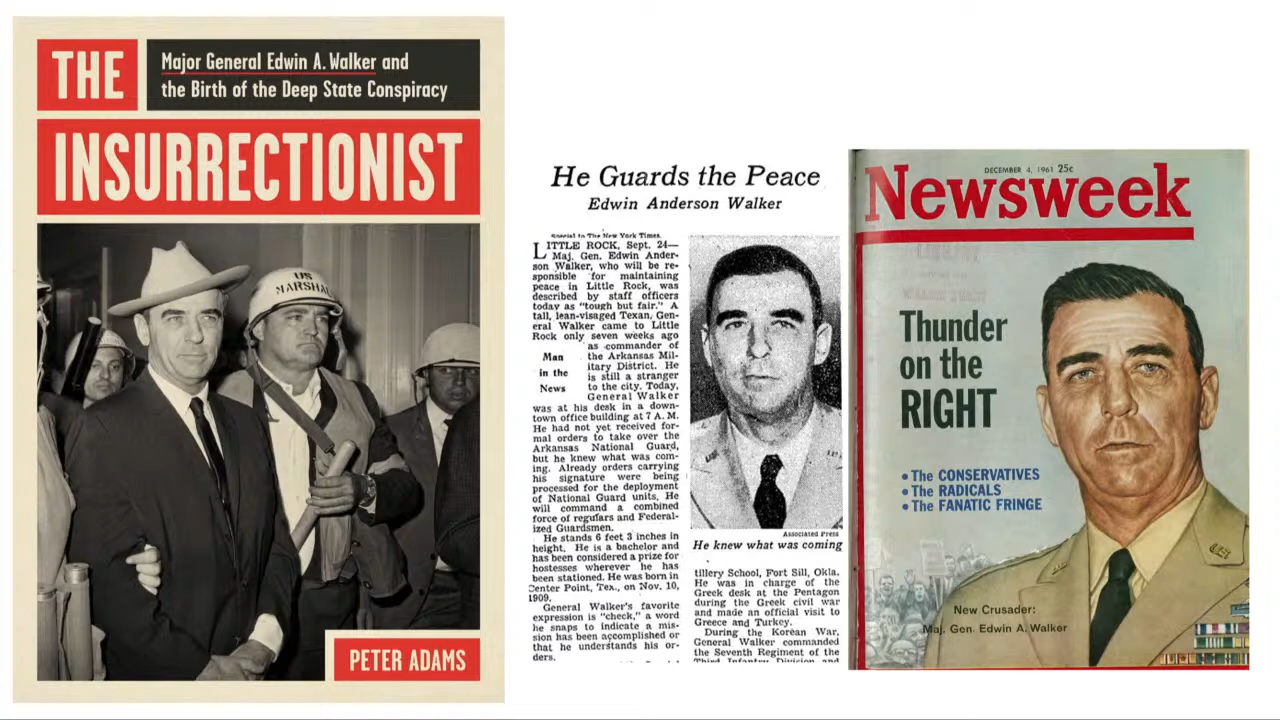 THE
Major General Edwin A. Walker and
the Birth of the Deep State Conspiracy
INSURRECTIONIST
US
MARSHAL
PETER ADAMS
He Guards the Peace
Edwin Anderson Walker
Special to The New York Times.
LITTLE ROCK, Sept. 24—
Maj. Gen. Edwin Ander-
son Walker, who will be re-
sponsible for maintaining
peace in Little Rock, was
described by staff officers
today as "tough but fair." A
tall, lean-visaged Texan, Gen-
eral Walker came to Little
Rock only seven weeks ago
as commander of
the Arkansas Mil-
itary District. He
is still a stranger
to the city. Today,
General Walker
Man
in the
News
was at his desk in a down-
town office building at 7 A. M.
He had not yet received for-
mal orders to take over the
Arkansas National Guard,
but he knew what was com-
ing. Already orders carrying
his signature were being
processed for the deployment
of National Guard units. He
will command a combined
force of regulars and Federal-
ized Guardsmen.
He stands 6 feet 3 inches in
height. He is a bachelor and
has been considered a prize for
hostesses wherever he has
been stationed. He was born in
Center Point, Tex., on Nov. 10,
1909.
General Walker's favorite
expression is "check," a word
he snaps to indicate a mis-
sion has been accomplished or
that he understands his or-
ders.
Associated Press
He knew what was coming
tillery School, Fort Sill, Okla.
He was in charge of the
Greek desk at the Pentagon
during the Greek civil war
and made an official visit to
Greece and Turkey.
During the Korean War,
General Walker commanded
the Seventh Regiment of the
Third Infantry Division and
DECEMBER 4, 1961 25c
Newsweek
Thunder
on the
RIGHT
• The CONSERVATIVES
• The RADICALS
• The FANATIC FRINGE
New Crusader:
Maj. Gen. Edwin A. Walker